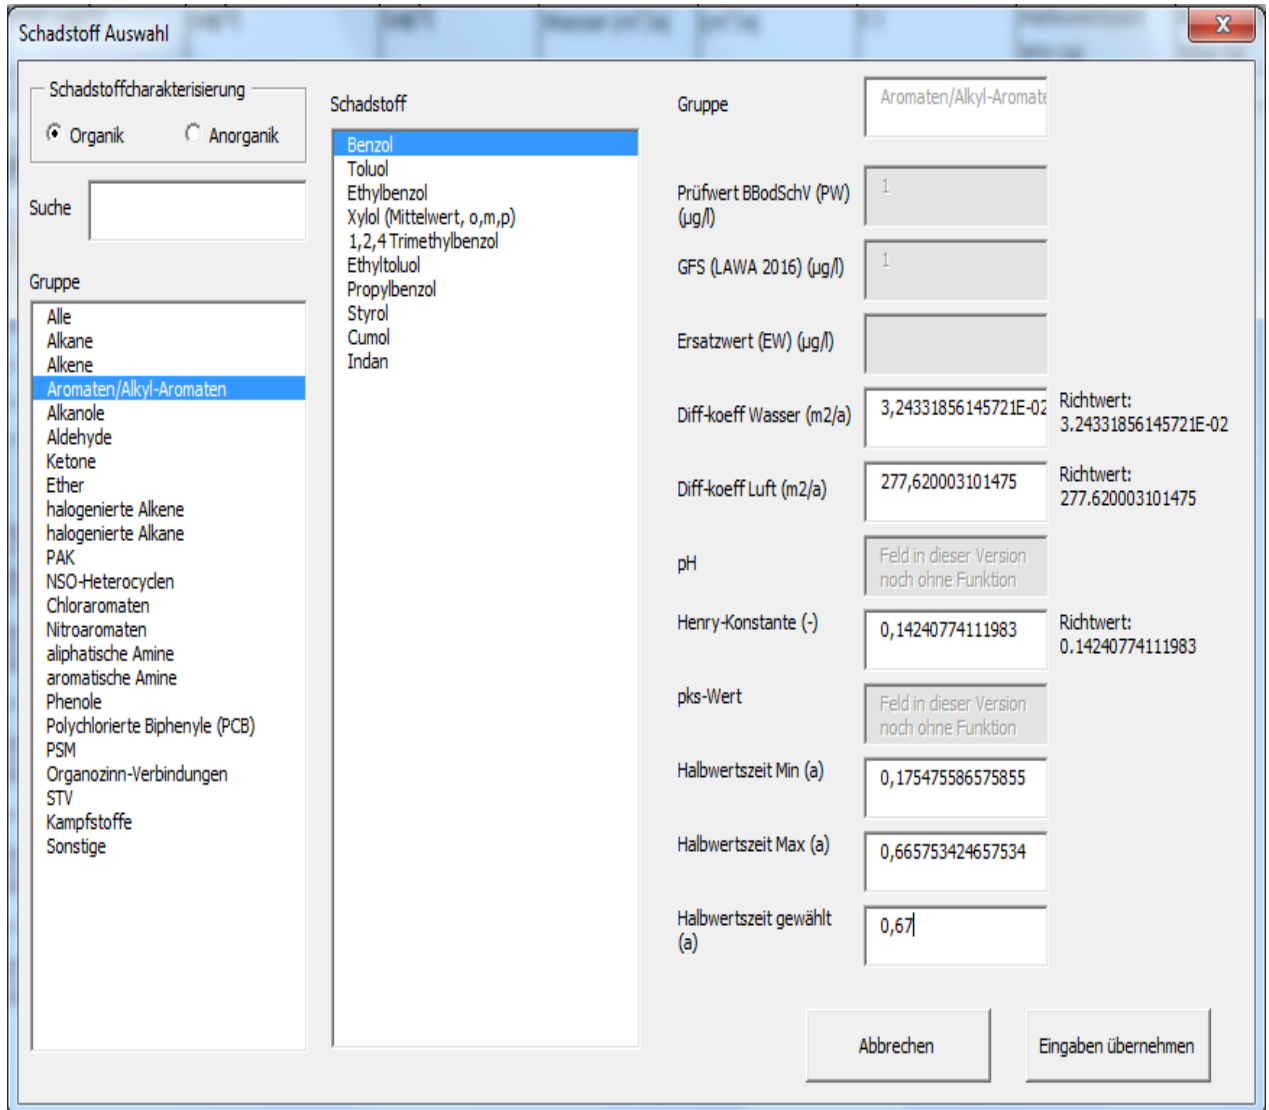 Schadstoff Auswahl
Schadstoffcharakterisierung
Organik
Anorganik
Suche
Gruppe
Alle
Alkane
Alkene
Aromaten/Alkyl-Aromaten
Alkanole
Aldehyde
Ketone
Ether
halogenierte Alkene
halogenierte Alkane
PAK
NSO-Heterocyclen
Chloraromaten
Nitroaromaten
aliphatische Amine
aromatische Amine
Phenole
Polychlorierte Biphenyle (PCB)
PSM
Organozinn-Verbindungen
STV
Kampfstoffe
Sonstige
Schadstoff
Benzol
Toluol
Ethylbenzol
Xylol (Mittelwert, o,m,p)
1,2,4 Trimethylbenzol
Ethyltoluol
Propylbenzol
Styrol
Cumol
Indan
Gruppe
Aromaten/Alkyl-Aromate
Prüfwert BBodSchV (PW)
(µg/l)
1
GFS (LAWA 2016) (µg/l)
1
Ersatzwert (EW) (µg/l)
Diff-koeff Wasser (m2/a)
3,24331856145721E-02
Richtwert:
3.24331856145721E-02
Diff-koeff Luft (m2/a)
277,620003101475
Richtwert:
277.620003101475
pH
Feld in dieser Version
noch ohne Funktion
Henry-Konstante (-)
0,14240774111983
Richtwert:
0.14240774111983
pks-Wert
Feld in dieser Version
noch ohne Funktion
Halbwertszeit Min (a)
0,175475586575855
Halbwertszeit Max (a)
0,665753424657534
Halbwertszeit gewählt
(a)
0,67
Abbrechen
Eingaben übernehmen